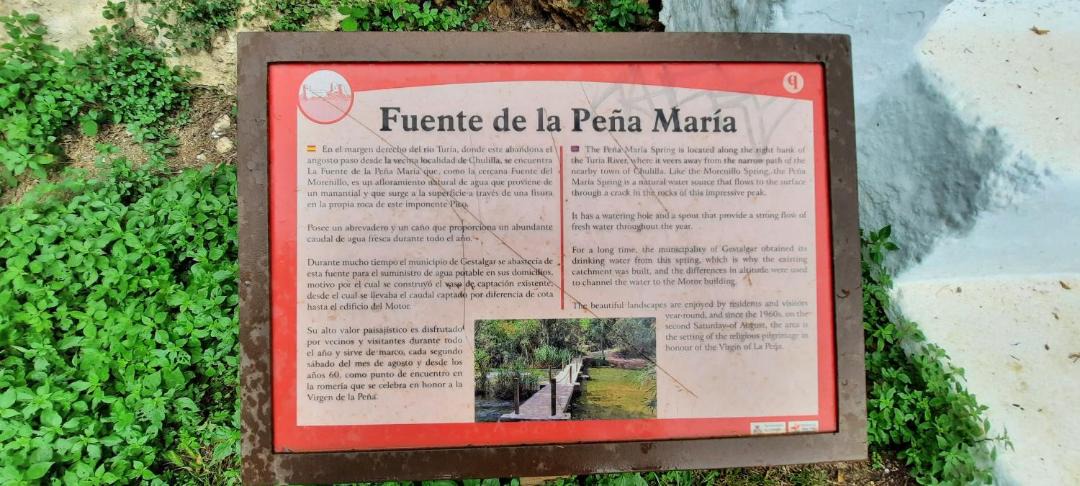 Fuente de la Peña María
En el margen derecho del río Turia, donde este abandona el
angosto paso desde la vecina localidad de Chulilla, se encuentra
La Fuente de la Peña María que, como la cercana Fuente del
Morenillo, es un afloramiento natural de agua que proviene de
un manantial y que surge a la superficie a través de una fisura
en la propia roca de este imponente Pico.
Posee un abrevadero y un caño que proporciona un abundante
caudal de agua fresca durante todo el año.
Durante mucho tiempo el municipio de Gestalgar se abastecía de
esta fuente para el suministro de agua potable en sus domicilios,
motivo por el cual se construyó el vaso de captación existente,
desde el cual se llevaba el caudal captado por diferencia de cota
hasta el edificio del Motor.
Su alto valor paisajístico es disfrutado
por vecinos y visitantes durante todo
el año y sirve de marco, cada segundo
sábado del mes de agosto y desde los
años 60, como punto de encuentro en
la romería que se celebra en honor a la
Virgen de la Peña.
The Peña María Spring is located along the right bank of
the Turia River, where it veers away from the narrow path of the
nearby town of Chulilla. Like the Morenillo Spring, the Peña
María Spring is a natural water source that flows to the surface
through a crack in the rocks of this impressive peak.
It has a watering hole and a spout that provide a strong flow of
fresh water throughout the year.
For a long time, the municipality of Gestalgar obtained its
drinking water from this spring, which is why the existing
catchment was built, and the differences in altitude were used
to channel the water to the Motor building.
The beautiful landscapes are enjoyed by residents and visitors
year-round, and since the 1960s, on the
second Saturday of August, the area is
the setting of the religious pilgrimage in
honour of the Virgin of La Peña.